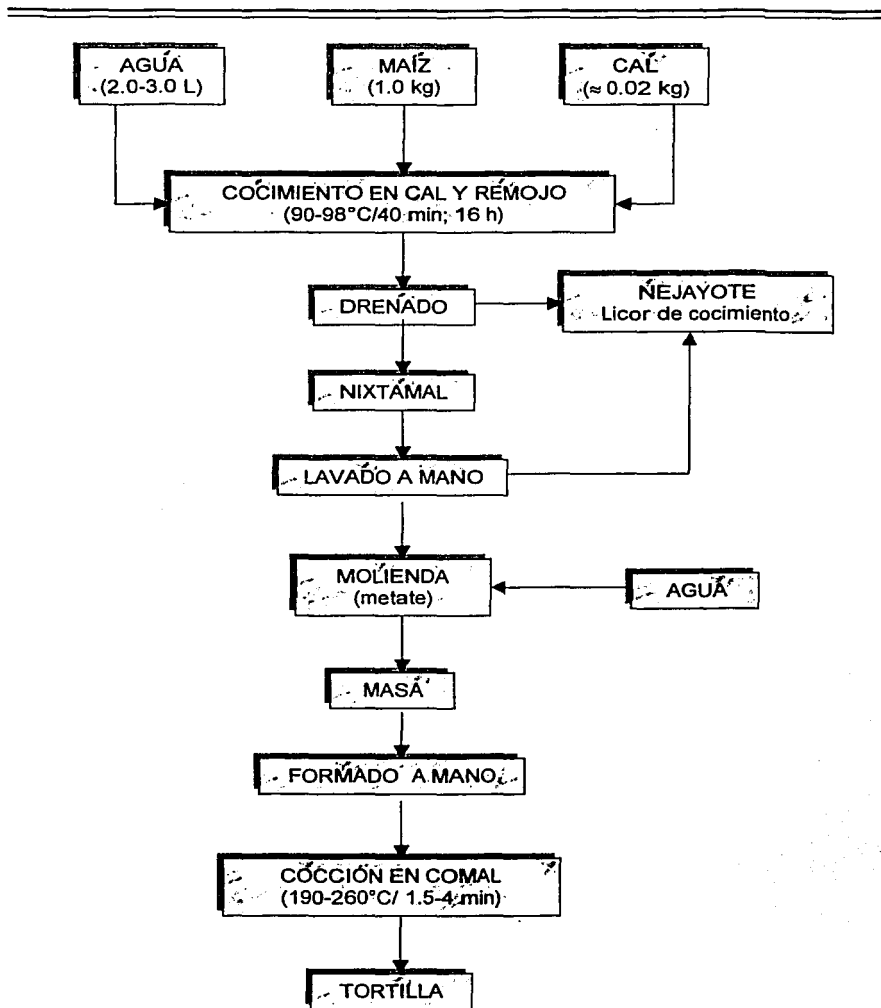 AGUA
(2.0-3.0 L)
MAÍZ
(1.0 kg)
CAL
(≈ 0.02 kg)
COCIMIENTO EN CAL Y REMOJO
(90-98°C/40 min; 16 h)
DRENADO
NEJAYOTE
Licor de cocimiento
NIXTAMAL
LAVADO A MANO
MOLIENDA
(metate)
AGUA
MASA
FORMADO A MANO
COCCIÓN EN COMAL
(190-260°C/ 1.5-4 min)
TORTILLA